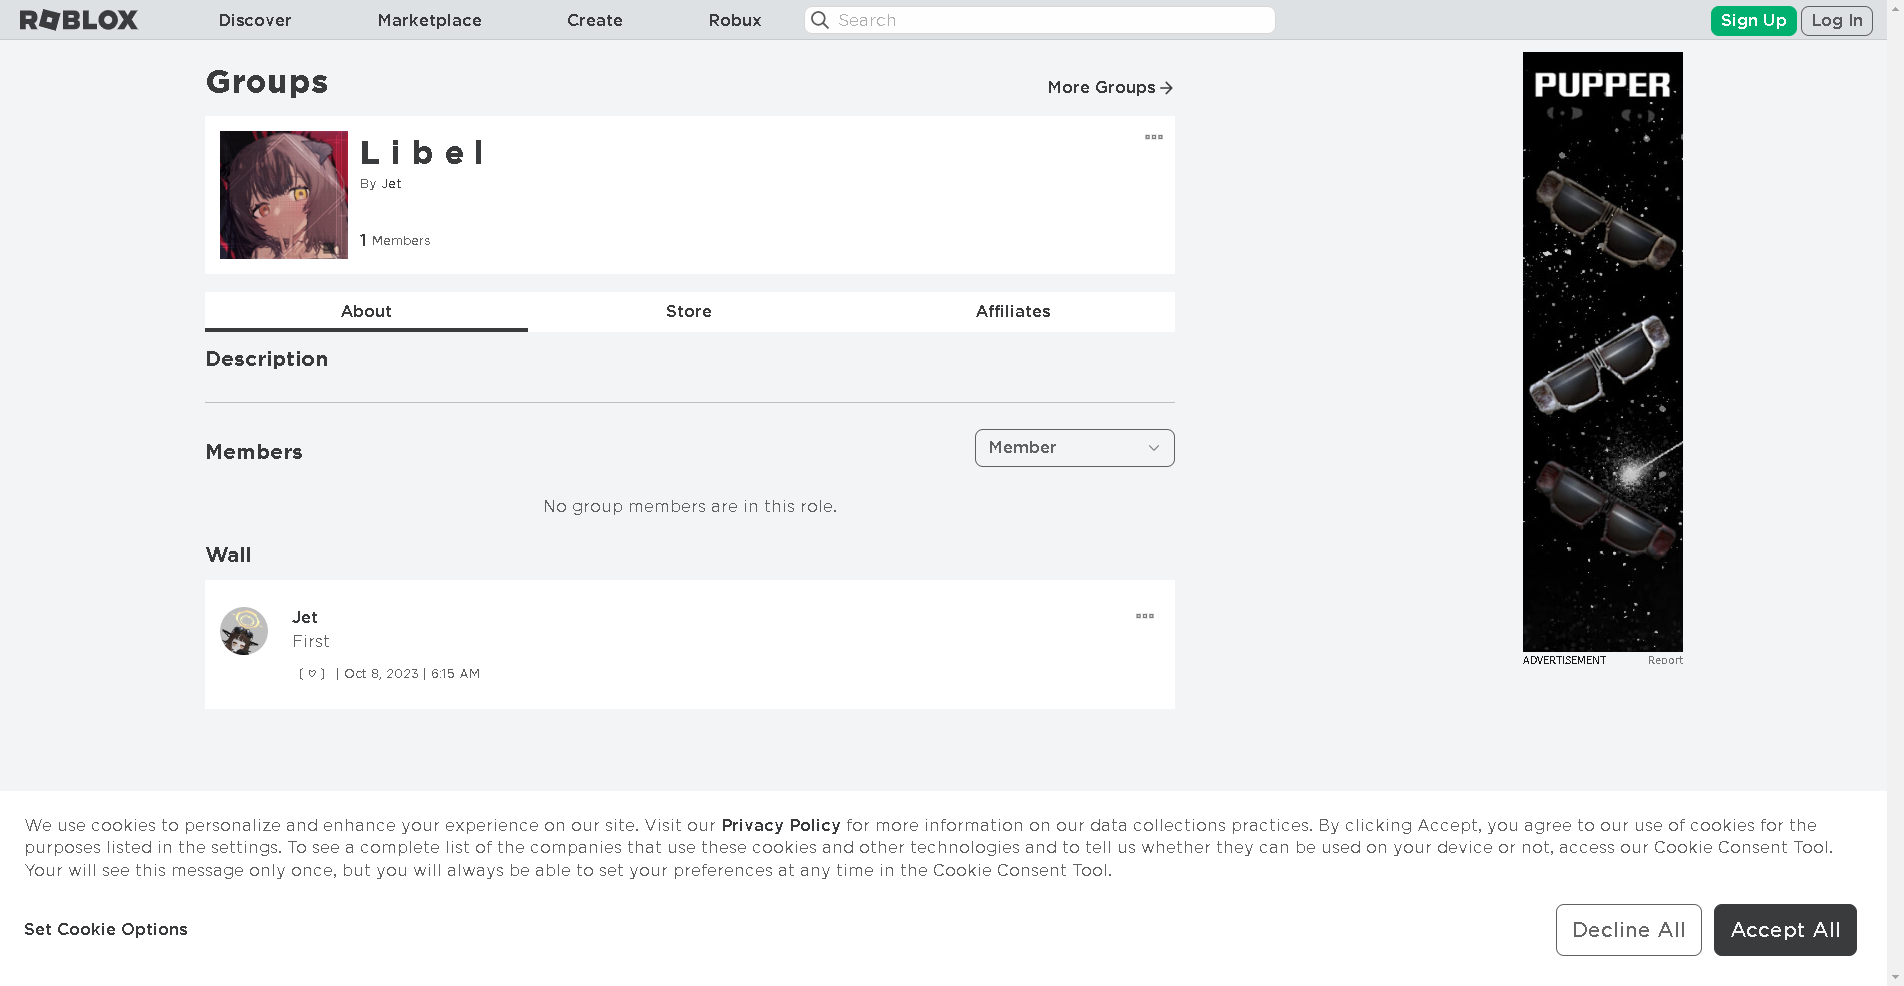 ROBLOX
Discover
Marketplace
Create
Robux
Search
Sign Up
Log In
Groups
More Groups
L i b e l
By Jet
1 Members
About
Store
Affiliates
Description
Members
Member
No group members are in this role.
Wall
Jet
First
[ ♡ ] | Oct 8, 2023 | 6:15 AM
PUPPER
ADVERTISEMENT
Report
We use cookies to personalize and enhance your experience on our site. Visit our Privacy Policy for more information on our data collections practices. By clicking Accept, you agree to our use of cookies for the
purposes listed in the settings. To see a complete list of the companies that use these cookies and other technologies and to tell us whether they can be used on your device or not, access our Cookie Consent Tool.
Your will see this message only once, but you will always be able to set your preferences at any time in the Cookie Consent Tool.
Set Cookie Options
Decline All
Accept All